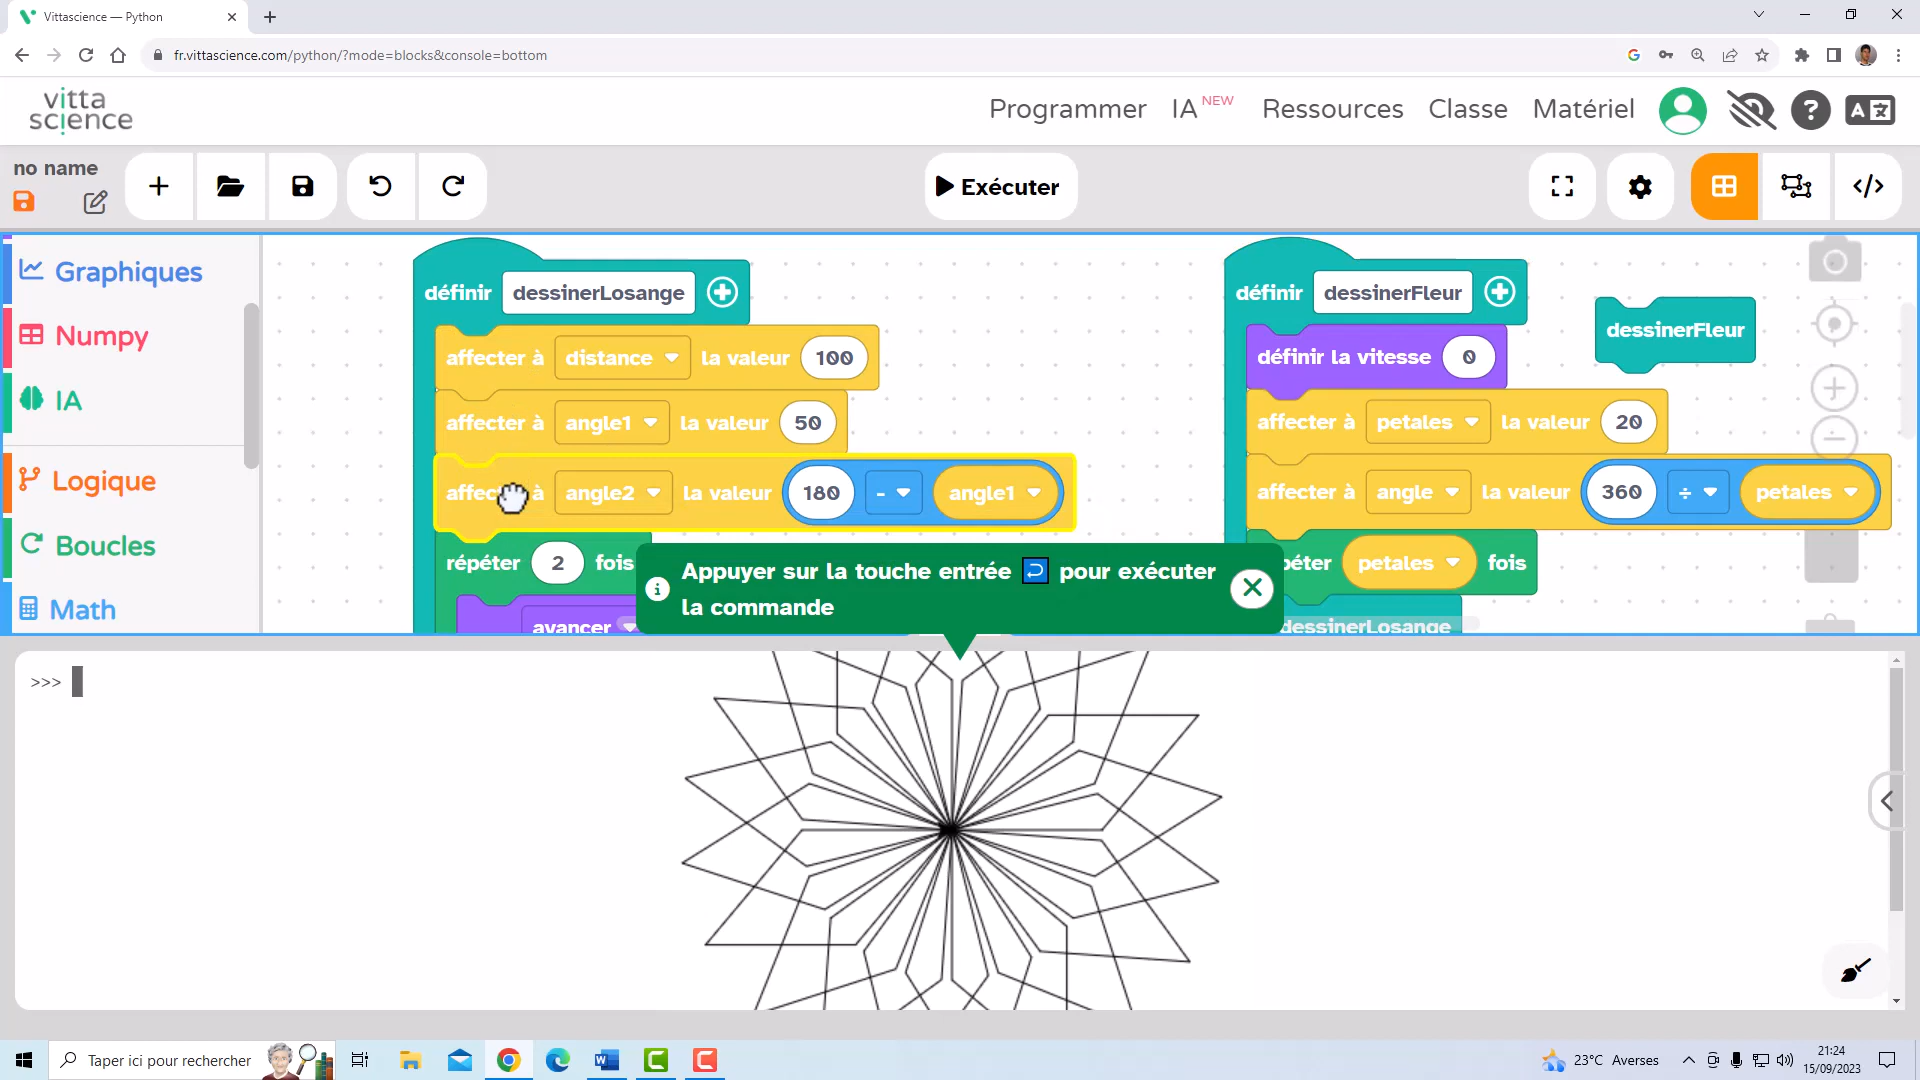 Vittascience — Python
fr.vittascience.com/python/?mode=blocks&console=bottom
vitta
science
Programmer
IA NEW
Ressources
Classe
Matériel
no name
Exécuter
Graphiques
Numpy
IA
Logique
Boucles
Math
définir dessinerLosange
affecter à distance la valeur 100
affecter à angle1 la valeur 50
affecter à angle2 la valeur 180 - angle1
répéter 2 fois
avancer
définir dessinerFleur
définir la vitesse 0
affecter à petales la valeur 20
affecter à angle la valeur 360 ÷ petales
péter petales fois
dessinerLosange
dessinerFleur
Appuyer sur la touche entrée pour exécuter
la commande
>>>
Taper ici pour rechercher
23°C Averses
21:24
15/09/2023